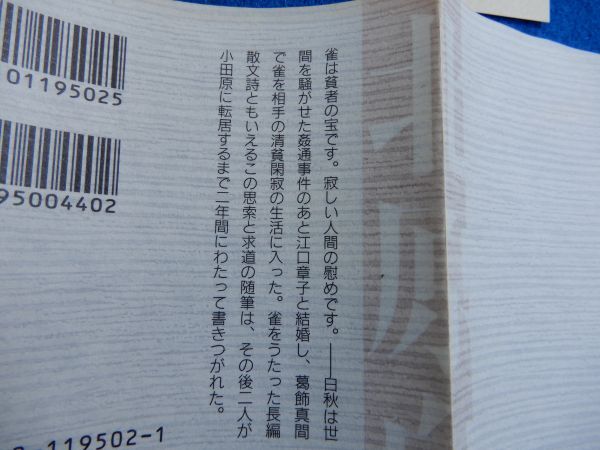 雀は貧者の宝です。寂しい人間の慰めです。――白秋は世
間を騒がせた姦通事件のあと江口章子と結婚し、葛飾真間
で雀を相手の清貧閑寂の生活に入った。雀をうたった長編
散文詩ともいえるこの思索と求道の随筆は、その後二人が
小田原に転居するまで二年間にわたって書きつがれた。
01195025
95004402
119502-1